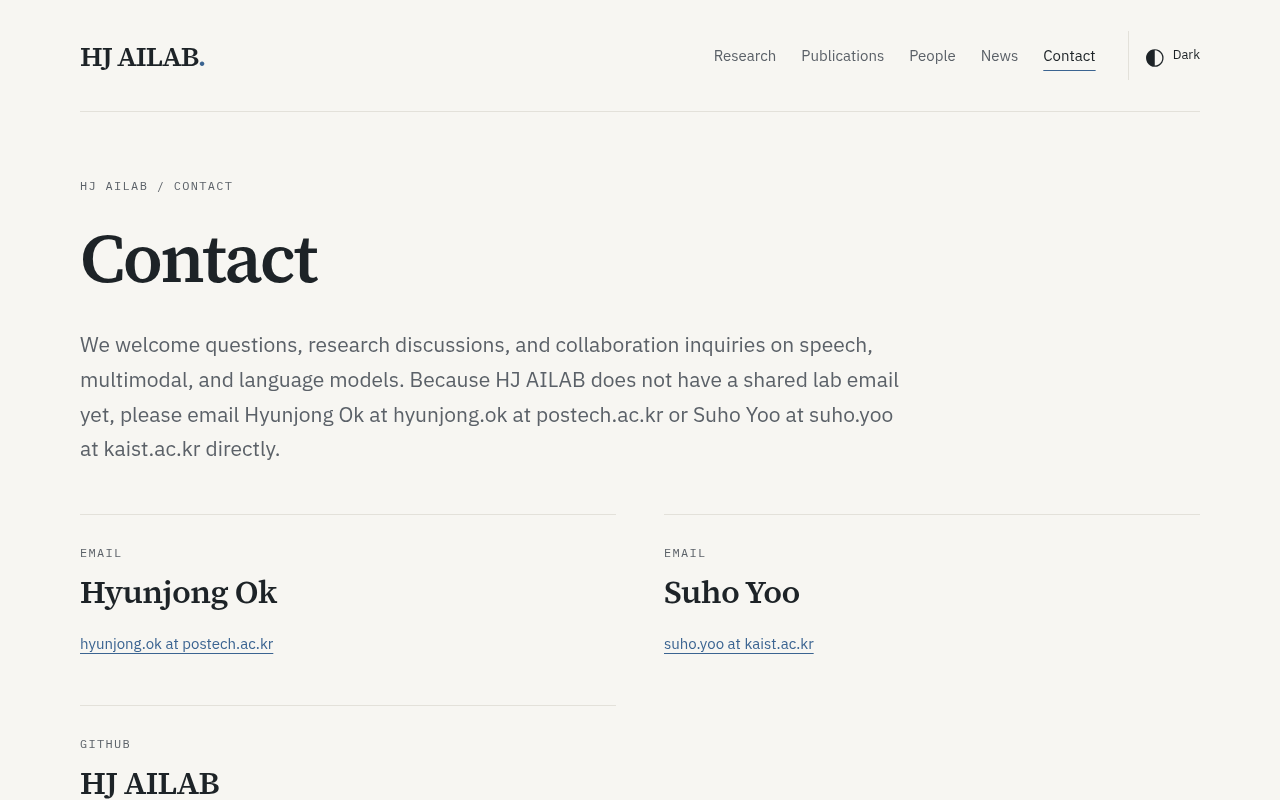 HJ AILAB.
Research
Publications
People
News
Contact
Dark
HJ AILAB / CONTACT
Contact
We welcome questions, research discussions, and collaboration inquiries on speech,
multimodal, and language models. Because HJ AILAB does not have a shared lab email
yet, please email Hyunjong Ok at hyunjong.ok at postech.ac.kr or Suho Yoo at suho.yoo
at kaist.ac.kr directly.
EMAIL
Hyunjong Ok
hyunjong.ok at postech.ac.kr
EMAIL
Suho Yoo
suho.yoo at kaist.ac.kr
GITHUB
HJ AILAB